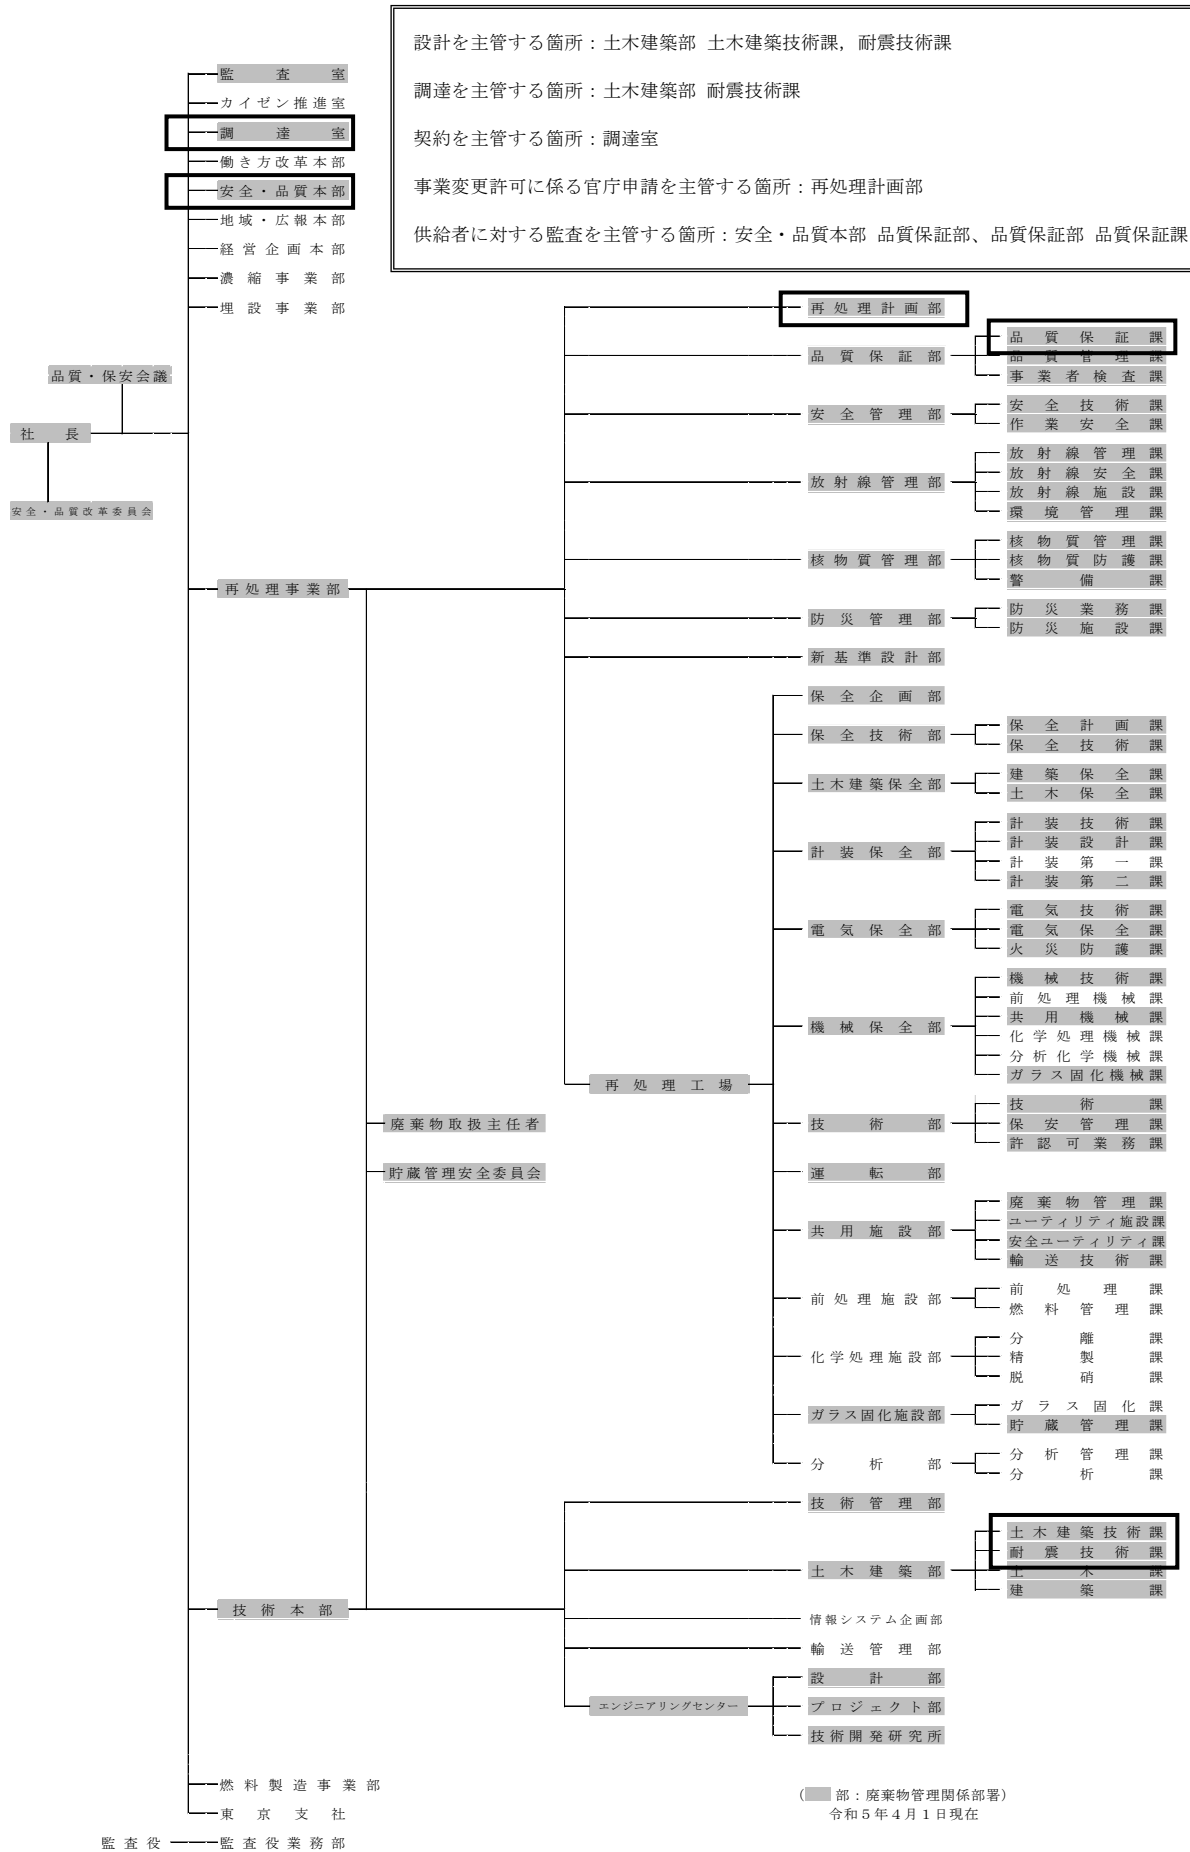 設計を主管する箇所：土木建築部 土木建築技術課，耐震技術課
調達を主管する箇所：土木建築部 耐震技術課
契約を主管する箇所：調達室
事業変更許可に係る官庁申請を主管する箇所：再処理計画部
供給者に対する監査を主管する箇所：安全・品質本部 品質保証部、品質保証部 品質保証課
監査室
カイゼン推進室
調達室
働き方改革本部
安全・品質本部
地域・広報本部
経営企画本部
濃縮事業部
埋設事業部
品質・保安会議
社長
安全・品質改革委員会
再処理事業部
廃棄物取扱主任者
貯蔵管理安全委員会
再処理計画部
品質保証部
品質保証課
品質管理課
事業者検査課
安全管理部
安全技術課
作業安全課
放射線管理部
放射線管理課
放射線安全課
放射線施設課
環境管理課
核物質管理部
核物質管理課
核物質防護課
警備課
防災管理部
防災業務課
防災施設課
新基準設計部
再処理工場
保全企画部
保全技術部
保全計画課
保全技術課
土木建築保全部
建築保全課
土木保全課
計装保全部
計装技術課
計装設計課
計装第一課
計装第二課
電気保全部
電気技術課
電気保全課
火災防護課
機械保全部
機械技術課
前処理機械課
共用機械課
化学処理機械課
分析化学機械課
ガラス固化機械課
技術部
技術課
保安管理課
許認可業務課
運転部
共用施設部
廃棄物管理課
ユーティリティ施設課
安全ユーティリティ課
輸送技術課
前処理施設部
前処理課
燃料管理課
化学処理施設部
分離課
精製課
脱硝課
ガラス固化施設部
ガラス固化課
貯蔵管理課
分析部
分析管理課
分析課
技術本部
技術管理部
土木建築部
土木建築技術課
耐震技術課
土木課
建築課
情報システム企画部
輸送管理部
エンジニアリングセンター
設計部
プロジェクト部
技術開発研究所
燃料製造事業部
東京支社
監査役
監査役業務部
(　部：廃棄物管理関係部署)
令和５年４月１日現在